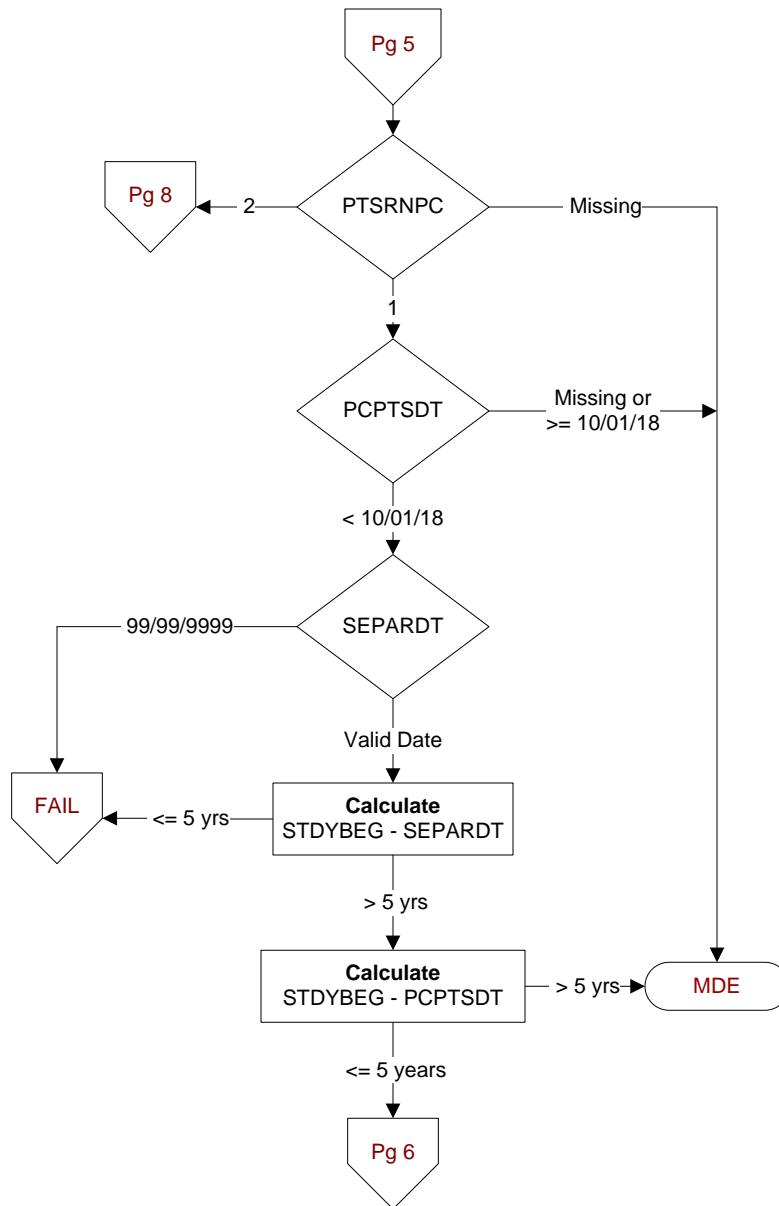 Pg 5
PTSRNPC
2
Pg 8
Missing
1
PCPTSDT
Missing or
>= 10/01/18
< 10/01/18
SEPARDT
99/99/9999
Valid Date
FAIL
<= 5 yrs
Calculate
STDYBEG - SEPARDT
> 5 yrs
Calculate
STDYBEG - PCPTSDT
> 5 yrs
MDE
<= 5 years
Pg 6